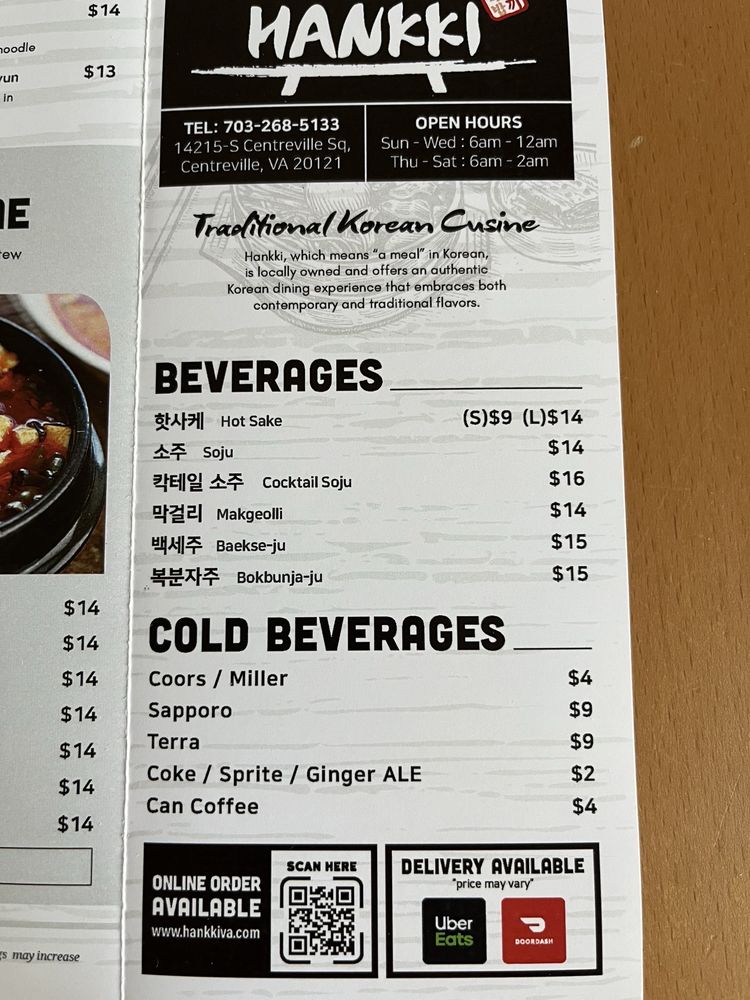 $14
noodle
$13
in
HANKKI
TEL: 703-268-5133
14215-S Centreville Sq,
Centreville, VA 20121
OPEN HOURS
Sun - Wed : 6am - 12am
Thu - Sat : 6am - 2am
Traditional Korean Cusine
Hankki, which means “a meal” in Korean,
is locally owned and offers an authentic
Korean dining experience that embraces both
contemporary and traditional flavors.
BEVERAGES
핫사케 Hot Sake (S)$9 (L)$14
소주 Soju $14
칵테일 소주 Cocktail Soju $16
막걸리 Makgeolli $14
백세주 Baekse-ju $15
복분자주 Bokbunja-ju $15
COLD BEVERAGES
Coors / Miller $4
Sapporo $9
Terra $9
Coke / Sprite / Ginger ALE $2
Can Coffee $4
$14
$14
$14
$14
$14
$14
$14
may increase
ONLINE ORDER
AVAILABLE
www.hankkiva.com
SCAN HERE
DELIVERY AVAILABLE
"price may vary"
Uber
Eats
DOORDASH